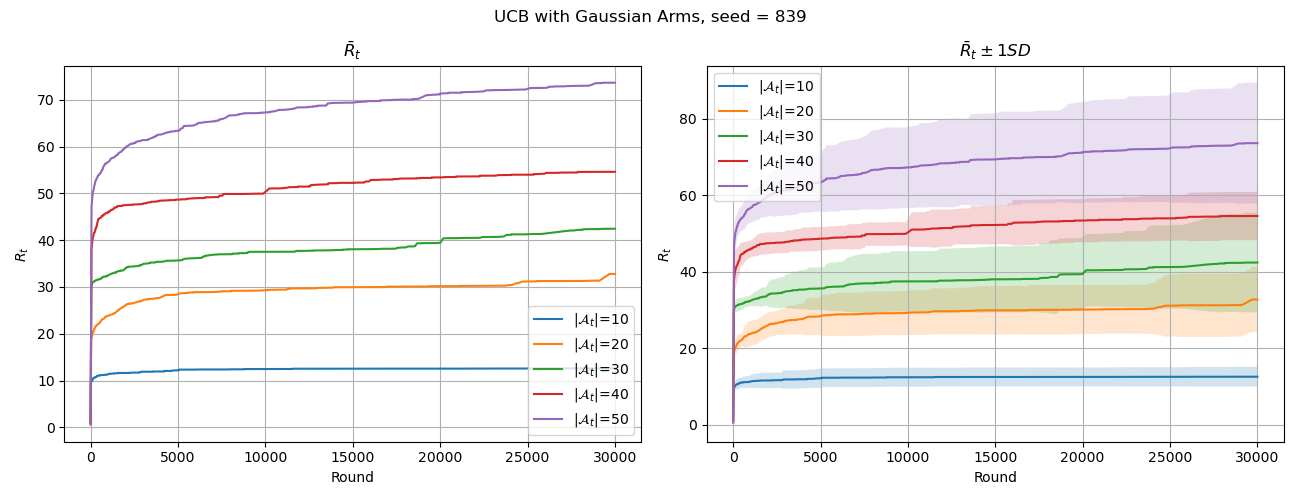 UCB with Gaussian Arms, seed = 839
R̄ₜ
Rₜ
70
60
50
40
30
20
10
0
|𝒜ₜ|=10
|𝒜ₜ|=20
|𝒜ₜ|=30
|𝒜ₜ|=40
|𝒜ₜ|=50
0 5000 10000 15000 20000 25000 30000
Round
R̄ₜ ± 1SD
Rₜ
80
60
40
20
0
|𝒜ₜ|=10
|𝒜ₜ|=20
|𝒜ₜ|=30
|𝒜ₜ|=40
|𝒜ₜ|=50
0 5000 10000 15000 20000 25000 30000
Round